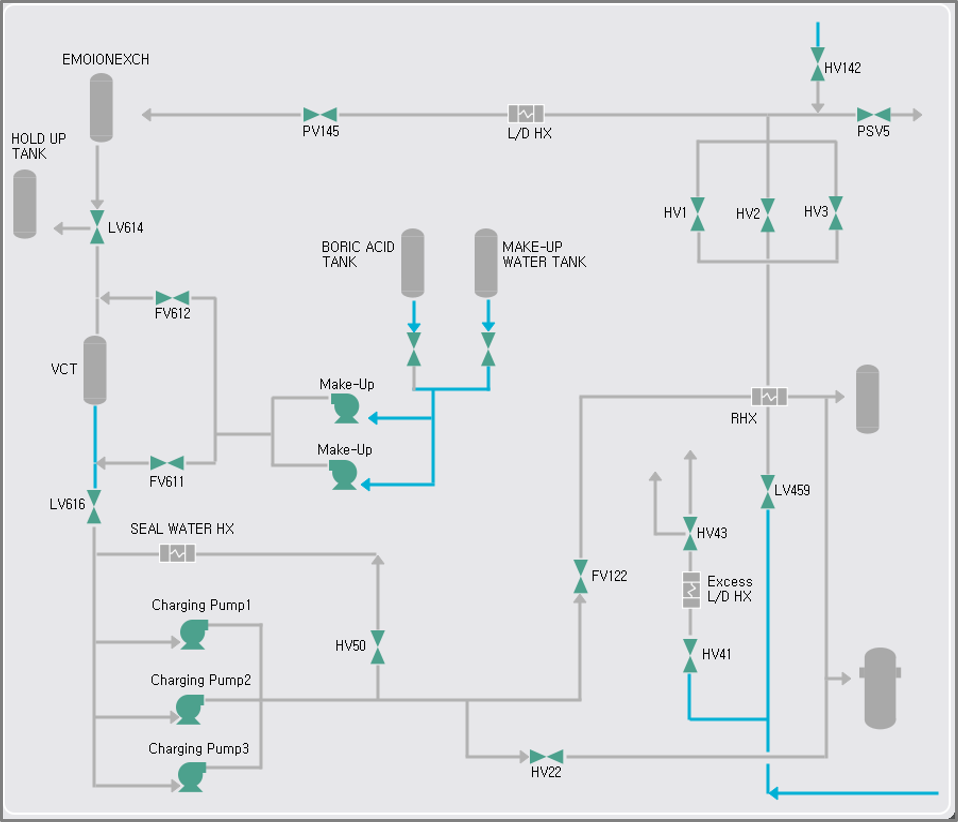 EMOIONEXCH
HV142
PV145
L/D HX
PSV5
HOLD UP
TANK
LV614
HV1
HV2
HV3
BORIC ACID
TANK
MAKE-UP
WATER TANK
FV612
VCT
Make-Up
RHX
Make-Up
FV611
LV616
LV459
SEAL WATER HX
HV43
FV122
Excess
L/D HX
Charging Pump1
HV50
HV41
Charging Pump2
Charging Pump3
HV22